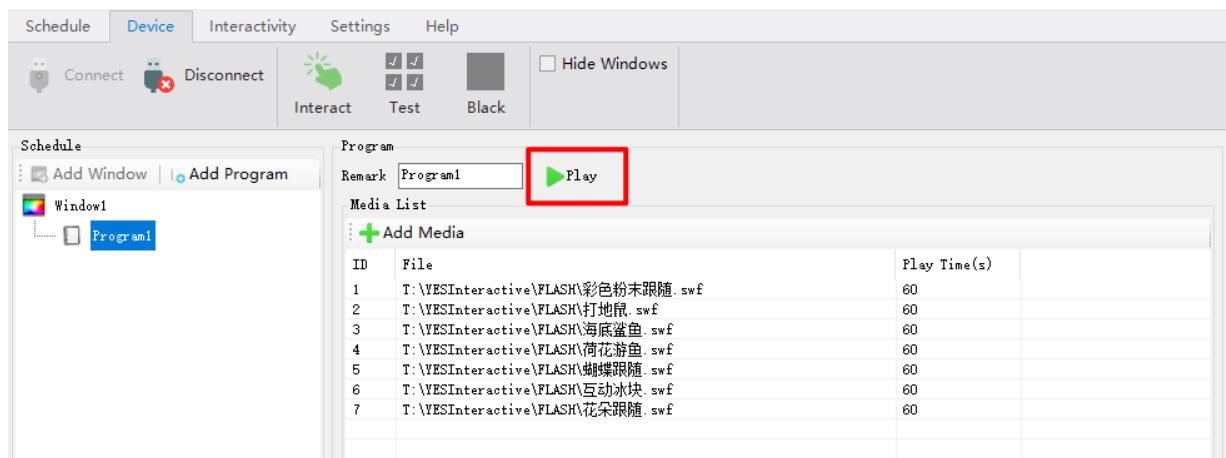 Schedule Device Interactivity Settings Help
Connect Disconnect
Interact Test Black
Hide Windows
Schedule
Add Window Add Program
Window1
Program1
Program
Remark Program1 Play
Media List
Add Media
ID File Play Time(s)
1 T:\YESInteractive\FLASH\彩色粉末跟随.swf 60
2 T:\YESInteractive\FLASH\打地鼠.swf 60
3 T:\YESInteractive\FLASH\海底鲨鱼.swf 60
4 T:\YESInteractive\FLASH\荷花游鱼.swf 60
5 T:\YESInteractive\FLASH\蝴蝶跟随.swf 60
6 T:\YESInteractive\FLASH\互动冰块.swf 60
7 T:\YESInteractive\FLASH\花朵跟随.swf 60